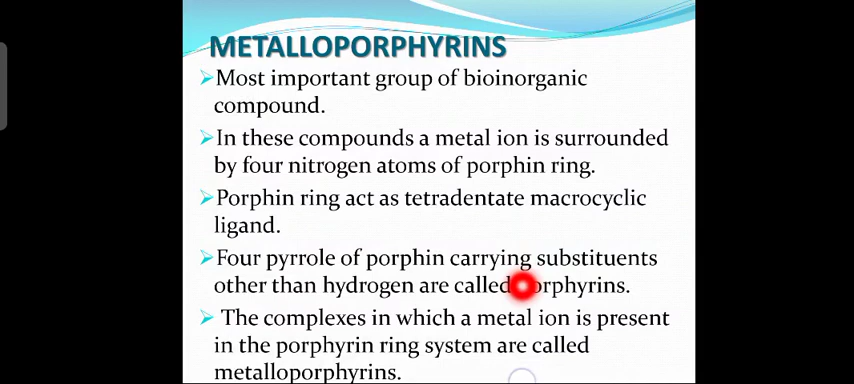 METALLOPORPHYRINS
Most important group of bioinorganic
compound.
In these compounds a metal ion is surrounded
by four nitrogen atoms of porphin ring.
Porphin ring act as tetradentate macrocyclic
ligand.
Four pyrrole of porphin carrying substituents
other than hydrogen are called porphyrins.
The complexes in which a metal ion is present
in the porphyrin ring system are called
metalloporphyrins.